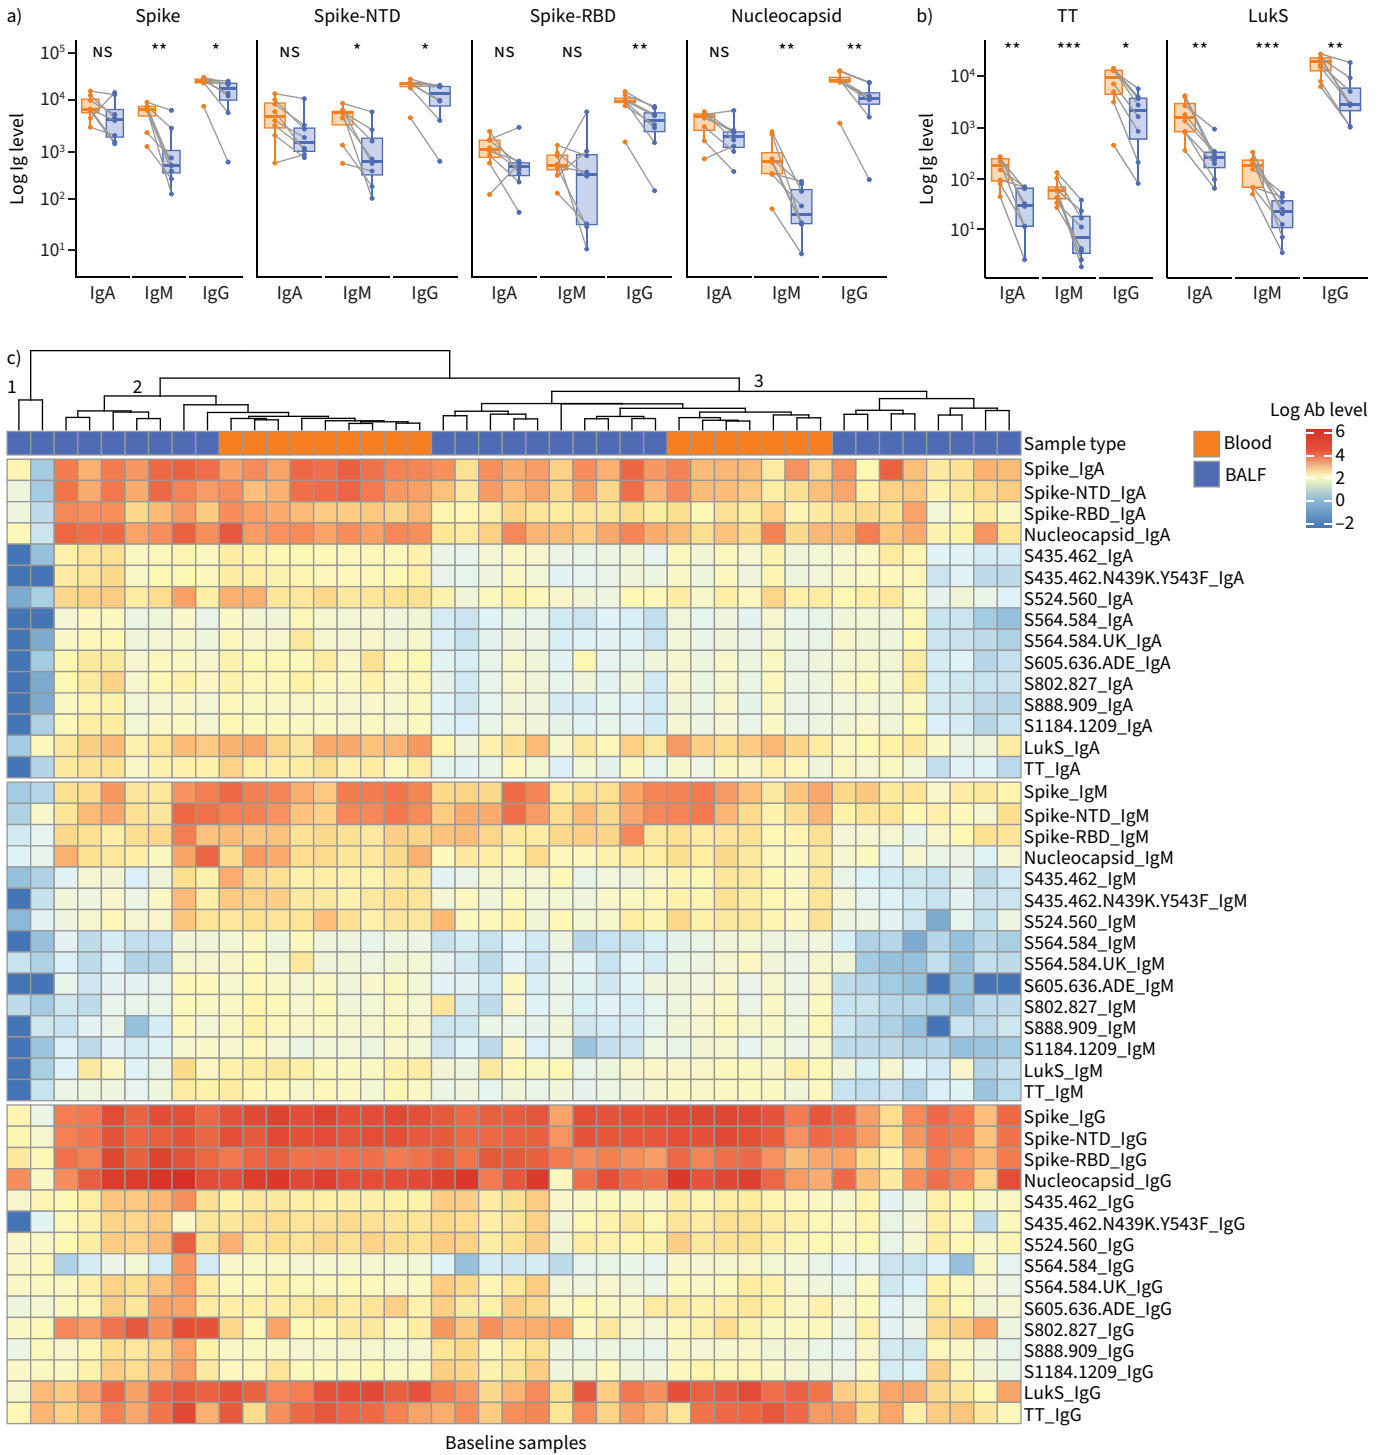 a)
Spike
Spike-NTD
Spike-RBD
Nucleocapsid
b)
TT
LukS
NS ** *
NS * *
NS NS **
NS ** **
** *** *
** *** **
Log Ig level
10⁵
10⁴
10³
10²
10¹
IgA IgM IgG
IgA IgM IgG
IgA IgM IgG
IgA IgM IgG
Log Ig level
10⁴
10³
10²
10¹
IgA IgM IgG
IgA IgM IgG
c)
1
2
3
Sample type
Blood
BALF
Log Ab level
6
4
2
0
−2
Spike_IgA
Spike-NTD_IgA
Spike-RBD_IgA
Nucleocapsid_IgA
S435.462_IgA
S435.462.N439K.Y543F_IgA
S524.560_IgA
S564.584_IgA
S564.584.UK_IgA
S605.636.ADE_IgA
S802.827_IgA
S888.909_IgA
S1184.1209_IgA
LukS_IgA
TT_IgA
Spike_IgM
Spike-NTD_IgM
Spike-RBD_IgM
Nucleocapsid_IgM
S435.462_IgM
S435.462.N439K.Y543F_IgM
S524.560_IgM
S564.584_IgM
S564.584.UK_IgM
S605.636.ADE_IgM
S802.827_IgM
S888.909_IgM
S1184.1209_IgM
LukS_IgM
TT_IgM
Spike_IgG
Spike-NTD_IgG
Spike-RBD_IgG
Nucleocapsid_IgG
S435.462_IgG
S435.462.N439K.Y543F_IgG
S524.560_IgG
S564.584_IgG
S564.584.UK_IgG
S605.636.ADE_IgG
S802.827_IgG
S888.909_IgG
S1184.1209_IgG
LukS_IgG
TT_IgG
Baseline samples